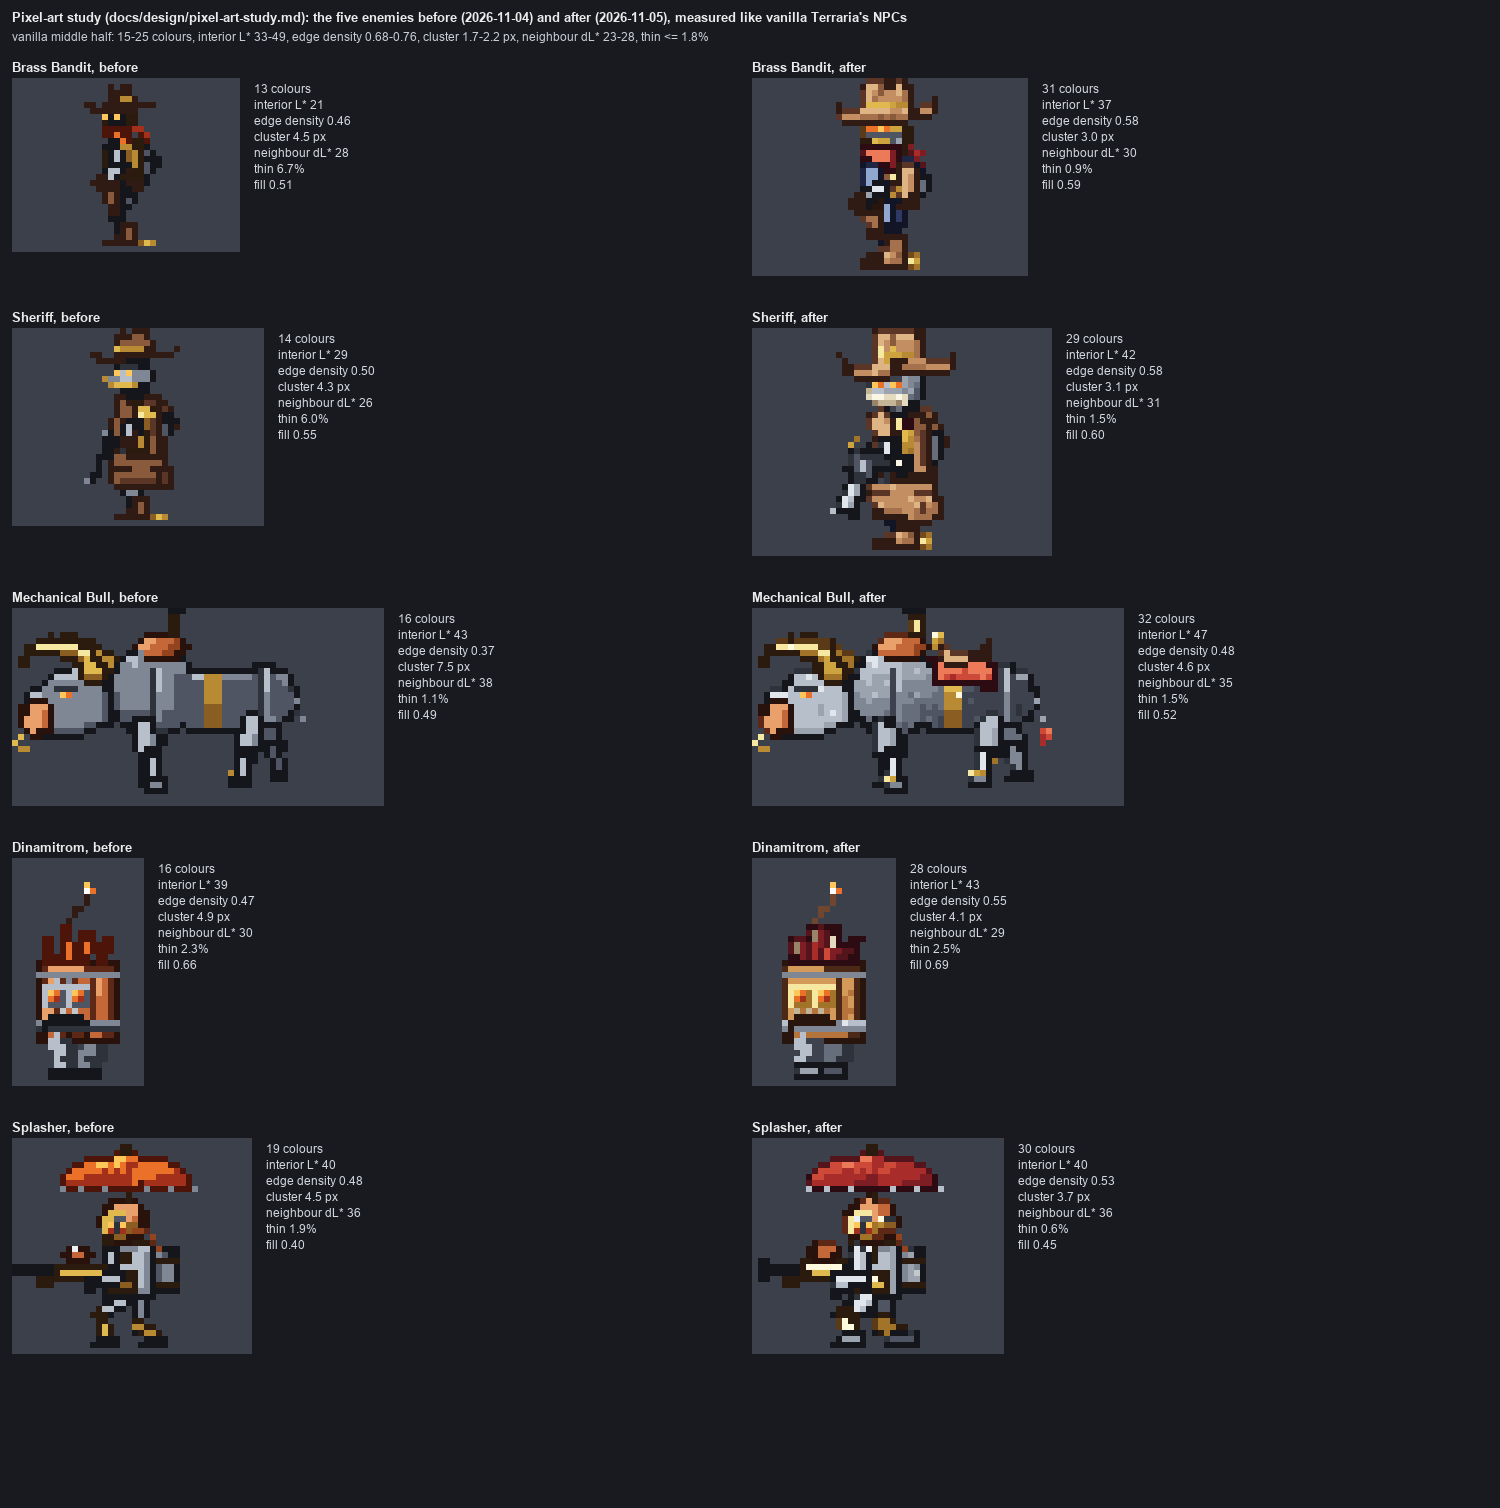 Pixel-art study (docs/design/pixel-art-study.md): the five enemies before (2026-11-04) and after (2026-11-05), measured like vanilla Terraria's NPCs
vanilla middle half: 15-25 colours, interior L* 33-49, edge density 0.68-0.76, cluster 1.7-2.2 px, neighbour dL* 23-28, thin <= 1.8%
Brass Bandit, before
13 colours
interior L* 21
edge density 0.46
cluster 4.5 px
neighbour dL* 28
thin 6.7%
fill 0.51
Brass Bandit, after
31 colours
interior L* 37
edge density 0.58
cluster 3.0 px
neighbour dL* 30
thin 0.9%
fill 0.59
Sheriff, before
14 colours
interior L* 29
edge density 0.50
cluster 4.3 px
neighbour dL* 26
thin 6.0%
fill 0.55
Sheriff, after
29 colours
interior L* 42
edge density 0.58
cluster 3.1 px
neighbour dL* 31
thin 1.5%
fill 0.60
Mechanical Bull, before
16 colours
interior L* 43
edge density 0.37
cluster 7.5 px
neighbour dL* 38
thin 1.1%
fill 0.49
Mechanical Bull, after
32 colours
interior L* 47
edge density 0.48
cluster 4.6 px
neighbour dL* 35
thin 1.5%
fill 0.52
Dinamitrom, before
16 colours
interior L* 39
edge density 0.47
cluster 4.9 px
neighbour dL* 30
thin 2.3%
fill 0.66
Dinamitrom, after
28 colours
interior L* 43
edge density 0.55
cluster 4.1 px
neighbour dL* 29
thin 2.5%
fill 0.69
Splasher, before
19 colours
interior L* 40
edge density 0.48
cluster 4.5 px
neighbour dL* 36
thin 1.9%
fill 0.40
Splasher, after
30 colours
interior L* 40
edge density 0.53
cluster 3.7 px
neighbour dL* 36
thin 0.6%
fill 0.45